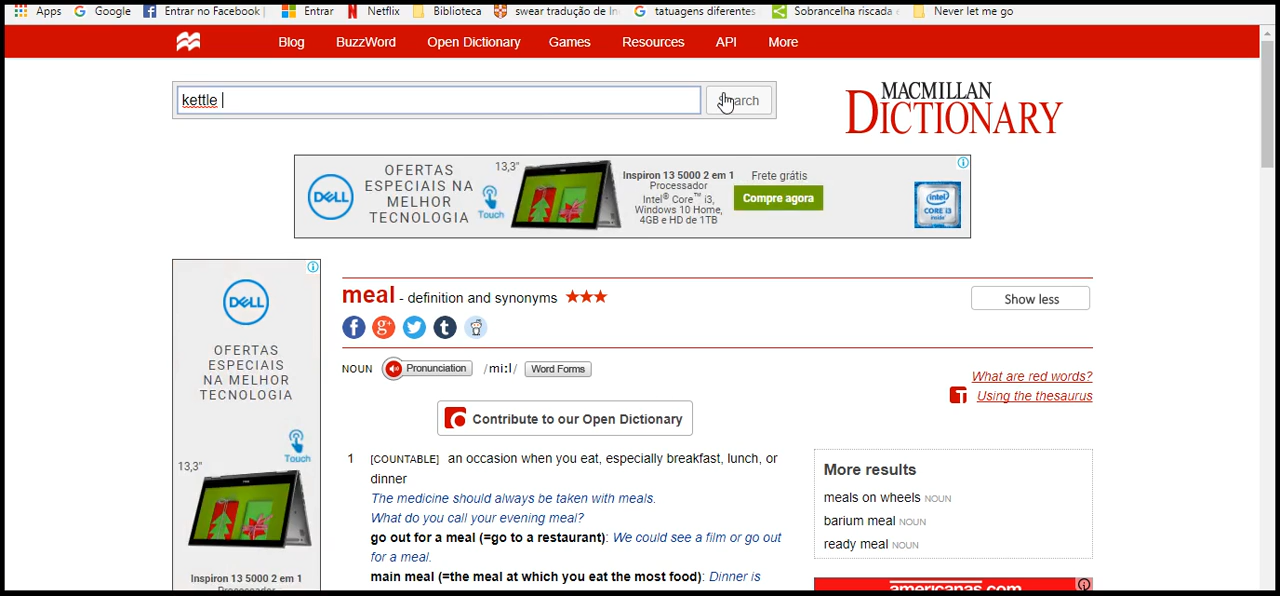 Apps Google Entrar no Facebook Entrar Netflix Biblioteca swear tradução de In tatuagens diferentes Sobrancelha riscada Never let me go
Blog BuzzWord Open Dictionary Games Resources API More
kettle
MACMILLAN
DICTIONARY
DELL
OFERTAS
ESPECIAIS NA
MELHOR
TECNOLOGIA
Touch
13,3"
Inspiron 13 5000 2 em 1
Processador
Intel® Core™ i3,
Windows 10 Home,
4GB e HD de 1TB
Frete grátis
Compre agora
intel
CORE i3
inside
DELL
OFERTAS
ESPECIAIS
NA MELHOR
TECNOLOGIA
Touch
13,3"
Inspiron 13 5000 2 em 1
meal - definition and synonyms ★★★
Show less
f g+ t
NOUN Pronunciation /miːl/ Word Forms
What are red words?
T Using the thesaurus
Contribute to our Open Dictionary
1 [COUNTABLE] an occasion when you eat, especially breakfast, lunch, or
dinner
The medicine should always be taken with meals.
What do you call your evening meal?
go out for a meal (=go to a restaurant): We could see a film or go out
for a meal.
main meal (=the meal at which you eat the most food): Dinner is
More results
meals on wheels NOUN
barium meal NOUN
ready meal NOUN
americanas.com